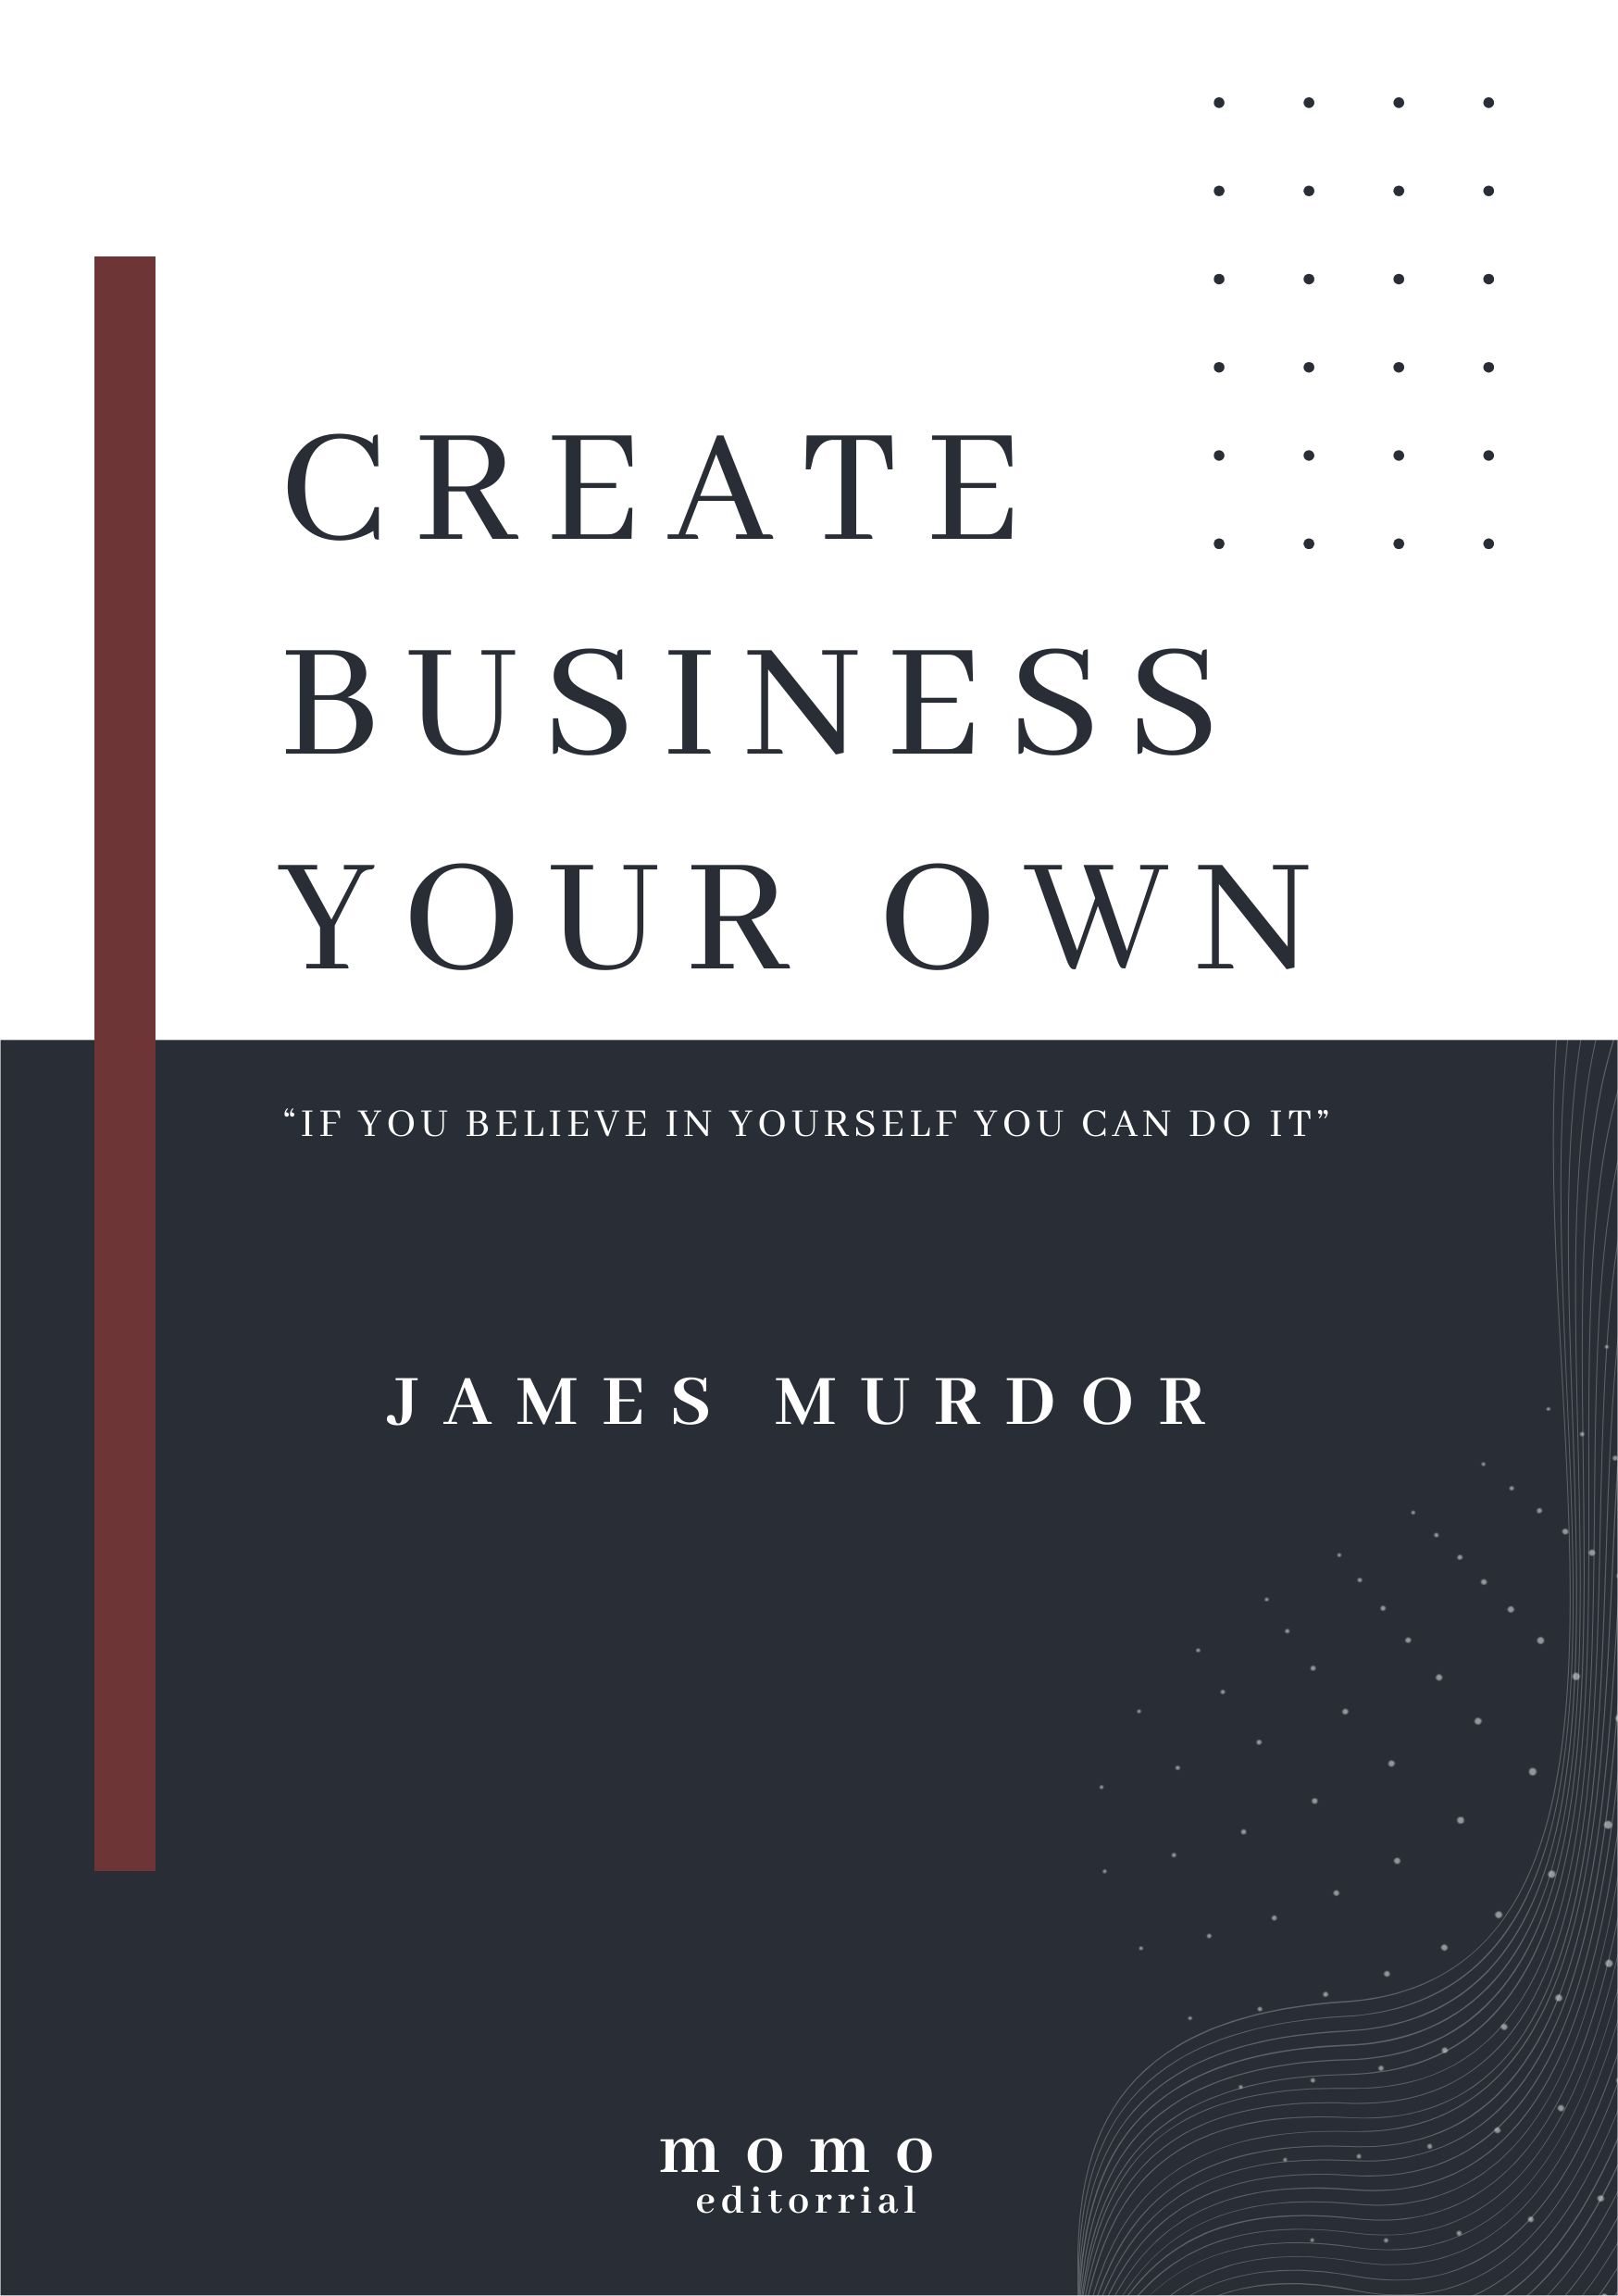 CREATE
BUSINESS
YOUR OWN
“IF YOU BELIEVE IN YOURSELF YOU CAN DO IT”
JAMES MURDOR
momo
editorrial